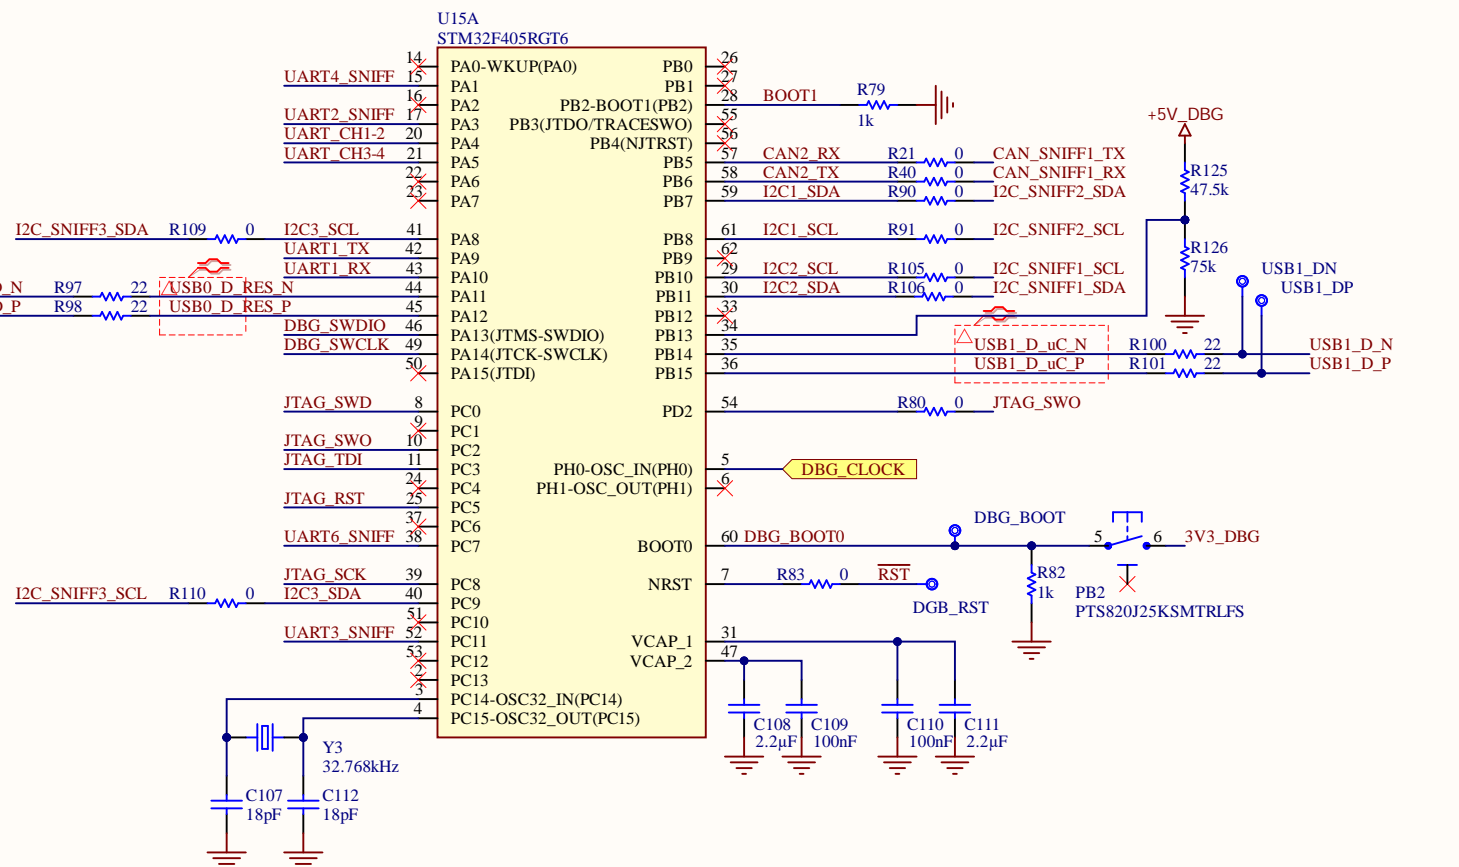 U15A
STM32F405RGT6
14 PA0-WKUP(PA0) PB0 26
UART4_SNIFF 15 PA1 PB1 27
16 PA2 PB2-BOOT1(PB2) 28 BOOT1 R79 1k
UART2_SNIFF 17 PA3 PB3(JTDO/TRACESWO) 55
UART_CH1-2 20 PA4 PB4(NJTRST) 56
UART_CH3-4 21 PA5 PB5 57 CAN2_RX R21 0 CAN_SNIFF1_TX
22 PA6 PB6 58 CAN2_TX R40 0 CAN_SNIFF1_RX
23 PA7 PB7 59 I2C1_SDA R90 0 I2C_SNIFF2_SDA
+5V_DBG
R125
47.5k
I2C_SNIFF3_SDA R109 0 I2C3_SCL 41 PA8 PB8 61 I2C1_SCL R91 0 I2C_SNIFF2_SCL
UART1_TX 42 PA9 PB9 62
R126
75k
UART1_RX 43 PA10 PB10 29 I2C2_SCL R105 0 I2C_SNIFF1_SCL
USB1_DN
USB1_DP
_N R97 22 USB0_D_RES_N 44 PA11 PB11 30 I2C2_SDA R106 0 I2C_SNIFF1_SDA
_P R98 22 USB0_D_RES_P 45 PA12 PB12 33
DBG_SWDIO 46 PA13(JTMS-SWDIO) PB13 34
DBG_SWCLK 49 PA14(JTCK-SWCLK) PB14 35 USB1_D_uC_N R100 22 USB1_D_N
50 PA15(JTDI) PB15 36 USB1_D_uC_P R101 22 USB1_D_P
JTAG_SWD 8 PC0 PD2 54 R80 0 JTAG_SWO
9 PC1
JTAG_SWO 10 PC2
JTAG_TDI 11 PC3 PH0-OSC_IN(PH0) 5 DBG_CLOCK
24 PC4 PH1-OSC_OUT(PH1) 6
JTAG_RST 25 PC5
37 PC6
UART6_SNIFF 38 PC7 BOOT0 60 DBG_BOOT0 DBG_BOOT 5 6 3V3_DBG
JTAG_SCK 39 PC8 NRST 7 R83 0 RST DGB_RST
R82
1k
PB2
PTS820J25KSMTRLFS
I2C_SNIFF3_SCL R110 0 I2C3_SDA 40 PC9
51 PC10
UART3_SNIFF 52 PC11 VCAP_1 31
53 PC12 VCAP_2 47
2 PC13
3 PC14-OSC32_IN(PC14)
4 PC15-OSC32_OUT(PC15)
C108 C109 C110 C111
2.2µF 100nF 100nF 2.2µF
Y3
32.768kHz
C107 C112
18pF 18pF